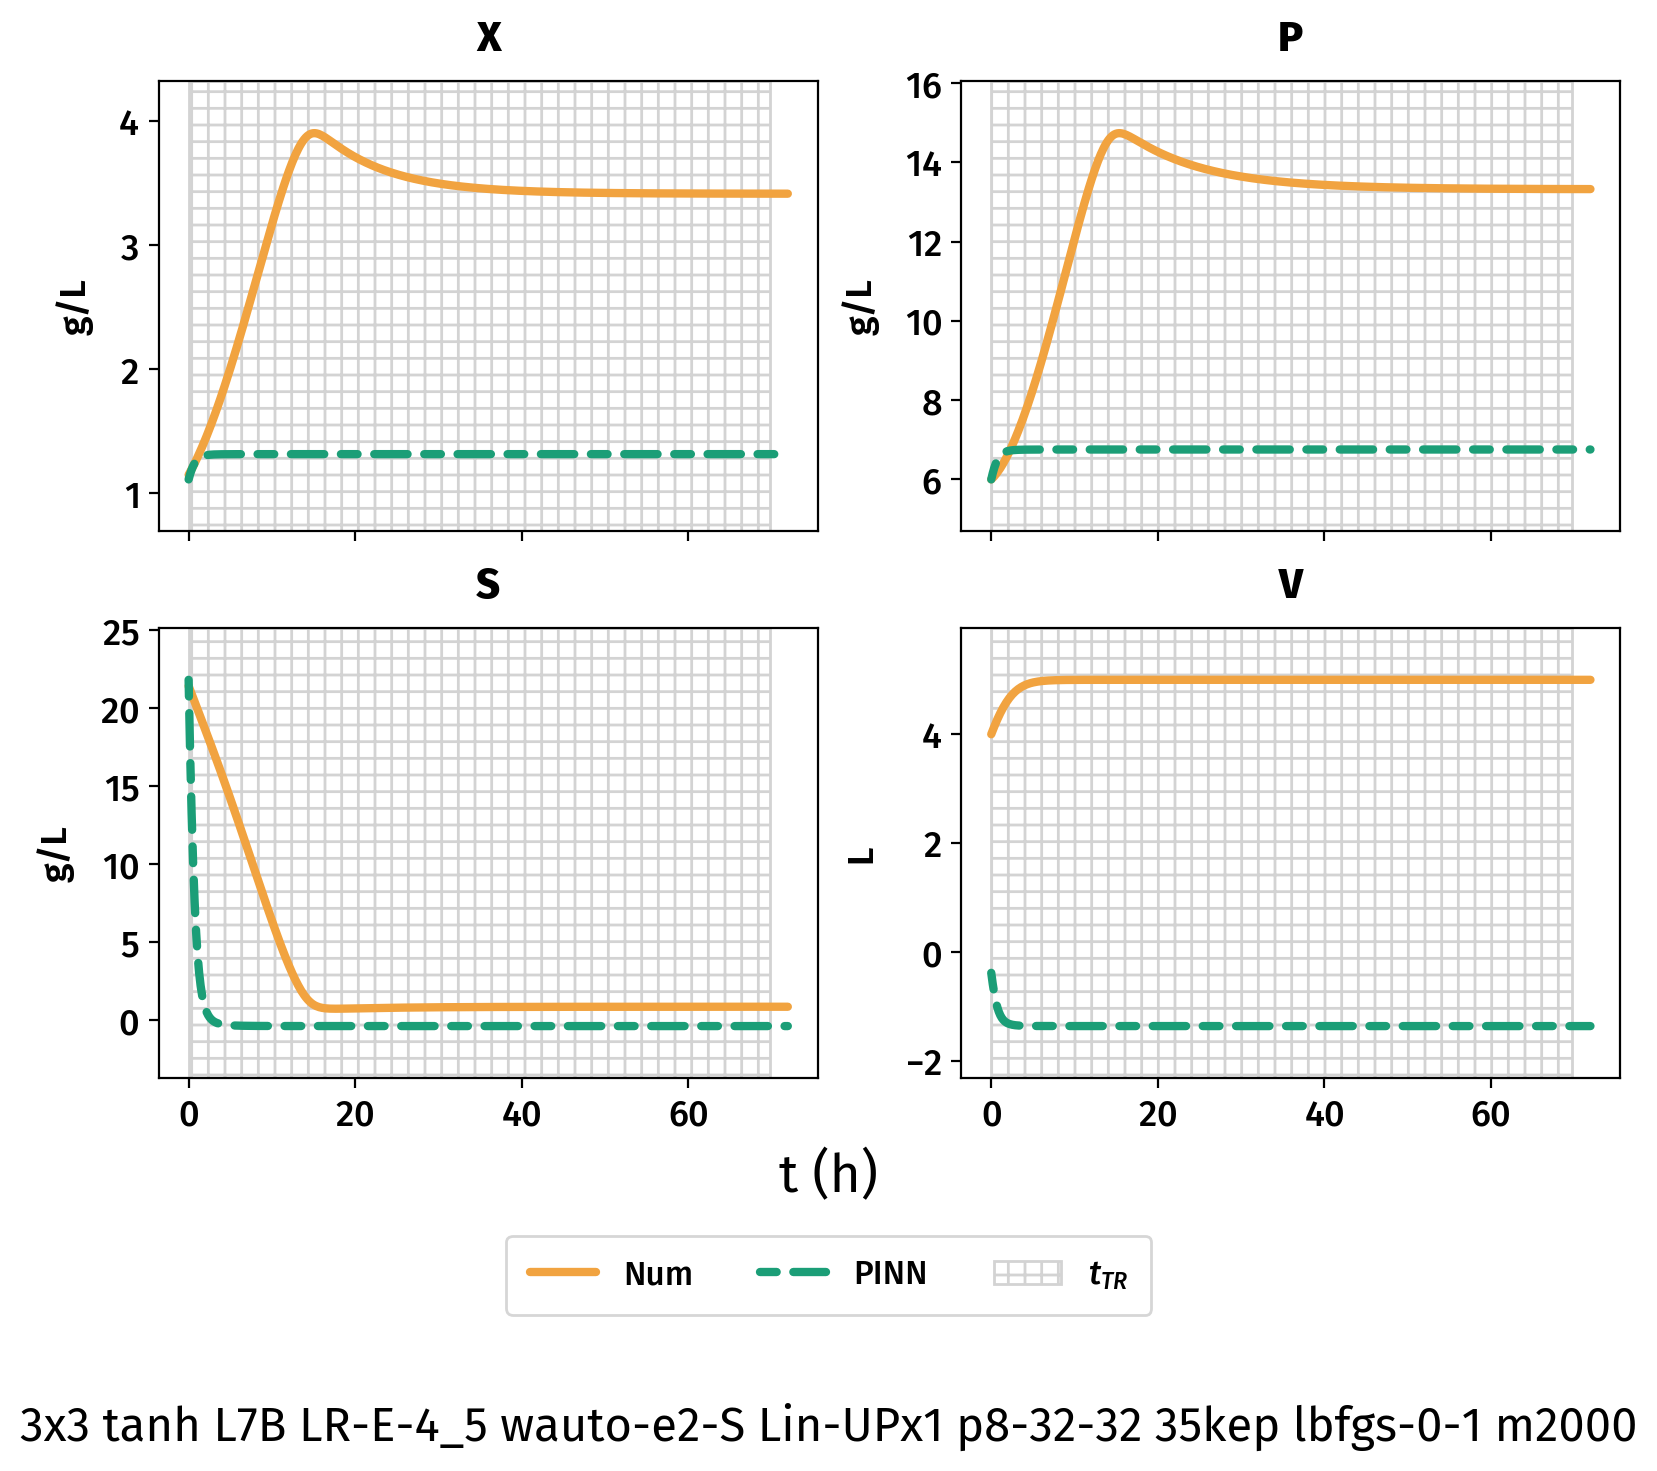 X
4
3
2
1
g/L
P
16
14
12
10
8
6
g/L
S
25
20
15
10
5
0
g/L
0 20 40 60
V
4
2
0
−2
L
0 20 40 60
t (h)
Num PINN t_TR
3x3 tanh L7B LR-E-4_5 wauto-e2-S Lin-UPx1 p8-32-32 35kep lbfgs-0-1 m2000